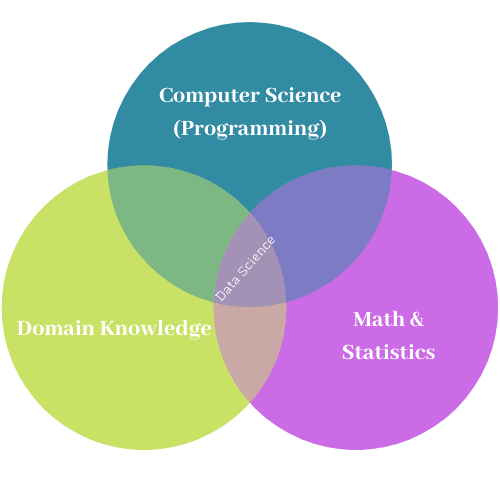 Computer Science
(Programming)
Data Science
Domain Knowledge
Math &
Statistics